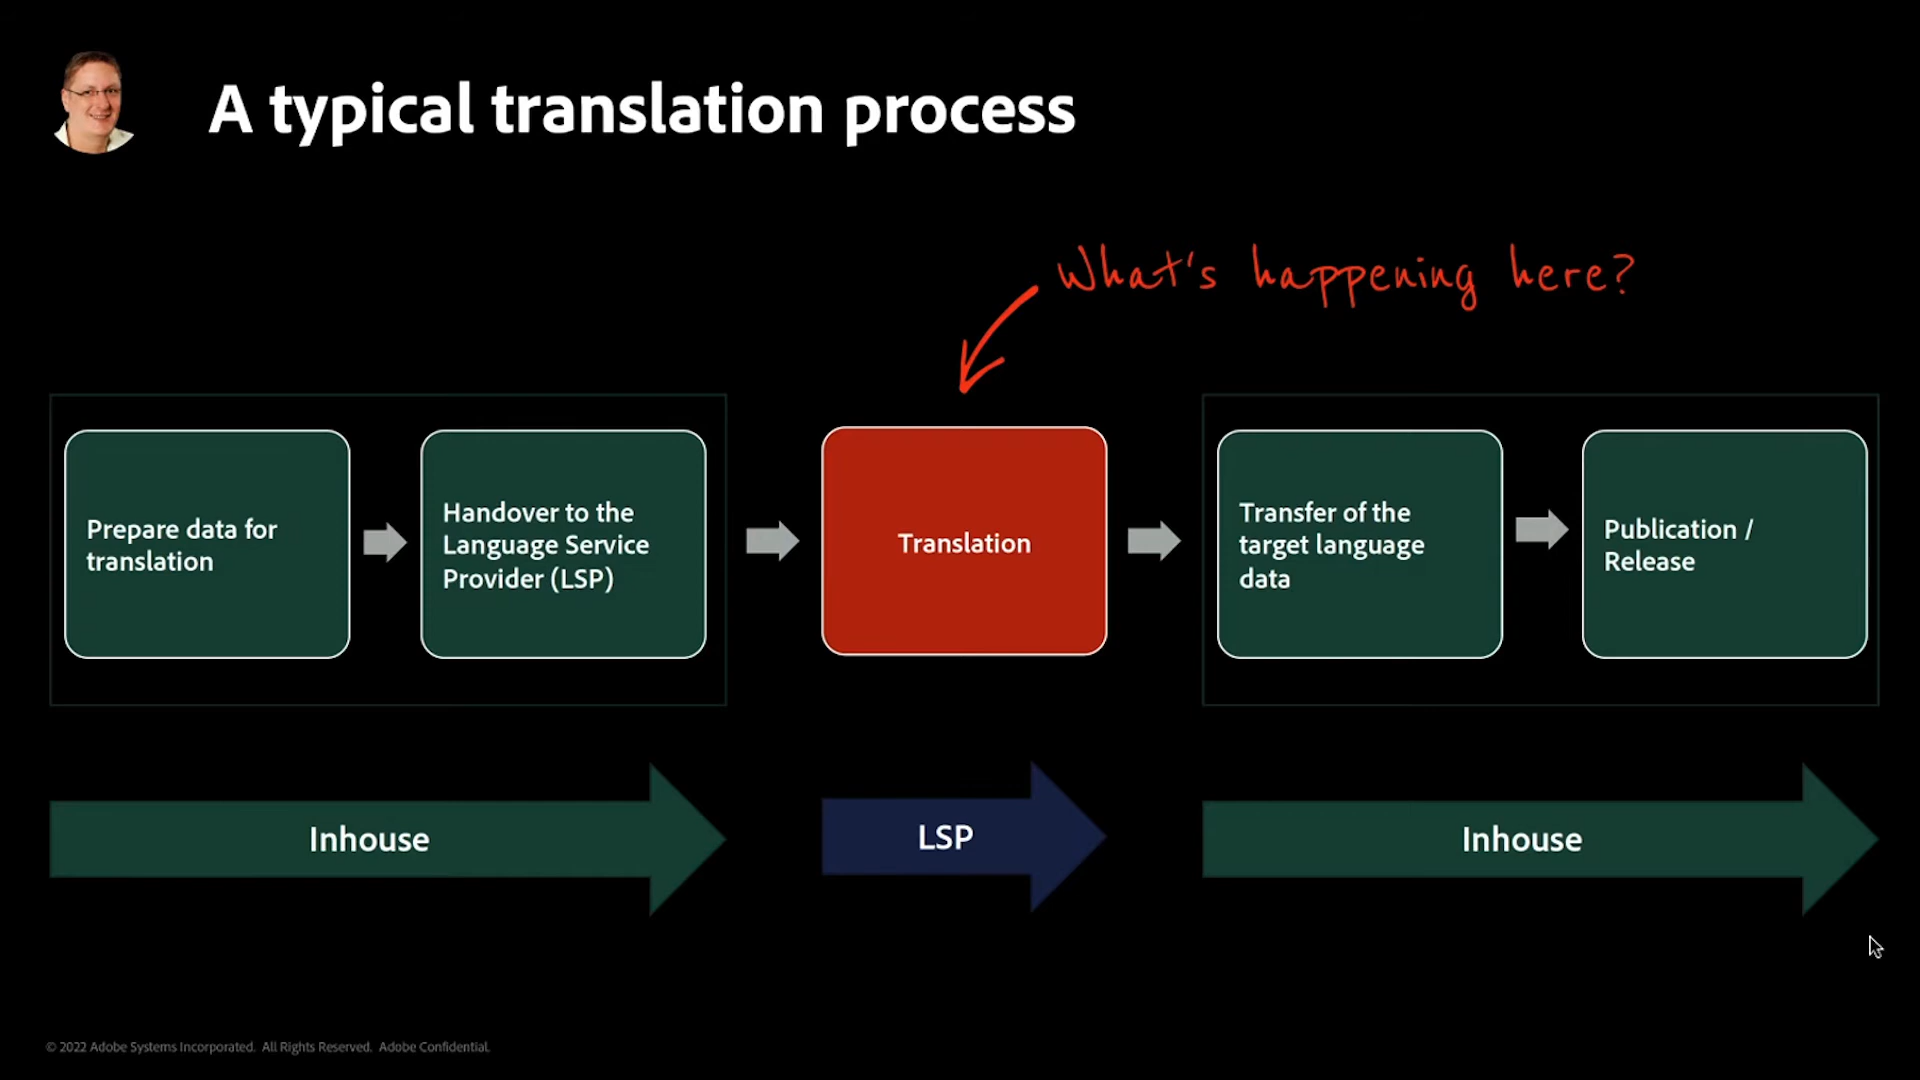 A typical translation process
What's happening here?
Prepare data for
translation
Handover to the
Language Service
Provider (LSP)
Translation
Transfer of the
target language
data
Publication /
Release
Inhouse
LSP
Inhouse
© 2022 Adobe Systems Incorporated. All Rights Reserved. Adobe Confidential.